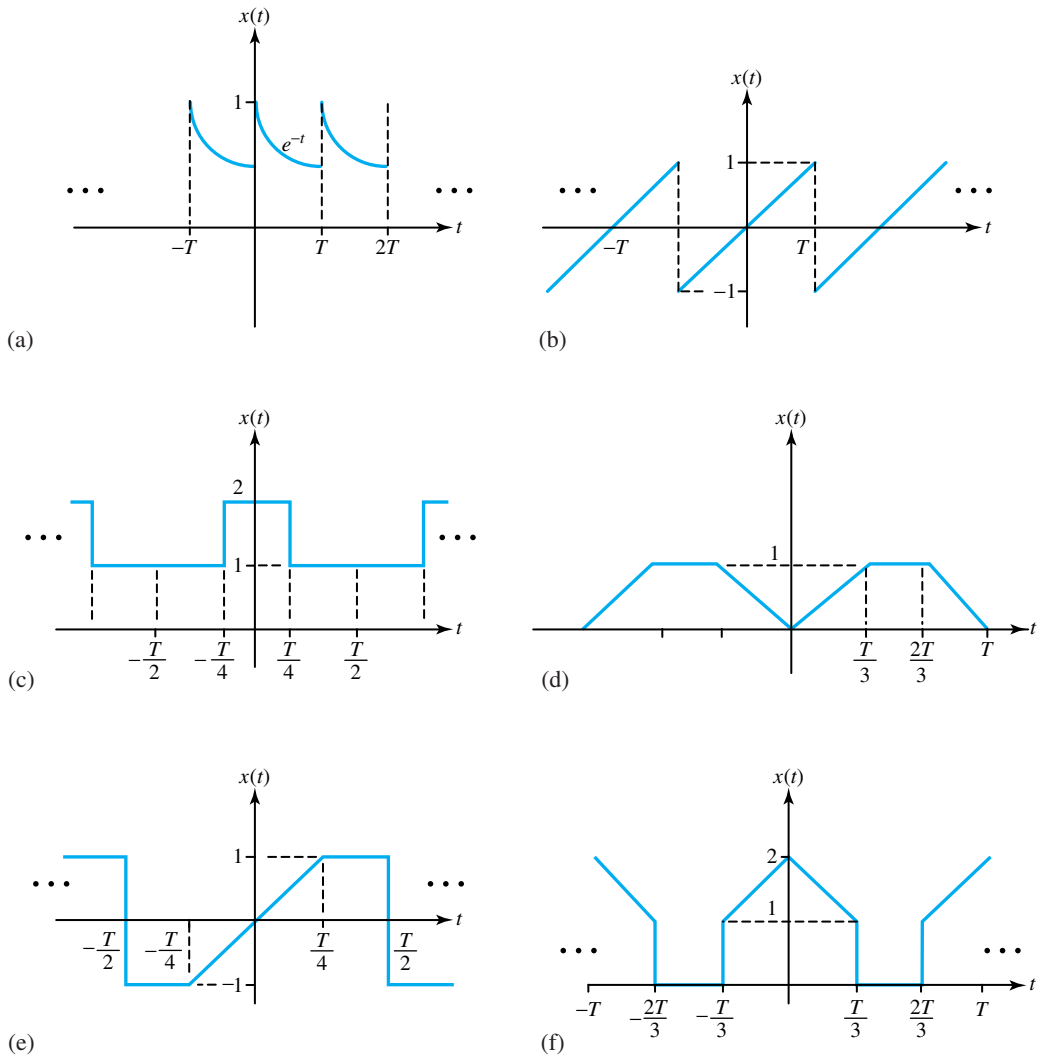 x(t)
1
e^{-t}
• • •
• • •
t
-T
T
2T
(a)
x(t)
1
• • •
• • •
t
-T
T
-1
(b)
x(t)
2
• • •
• • •
1
t
-T/2
-T/4
T/4
T/2
(c)
x(t)
1
t
T/3
2T/3
T
(d)
x(t)
1
• • •
• • •
t
-T/2
-T/4
T/4
T/2
-1
(e)
x(t)
2
1
• • •
• • •
t
-T
-2T/3
-T/3
T/3
2T/3
T
(f)